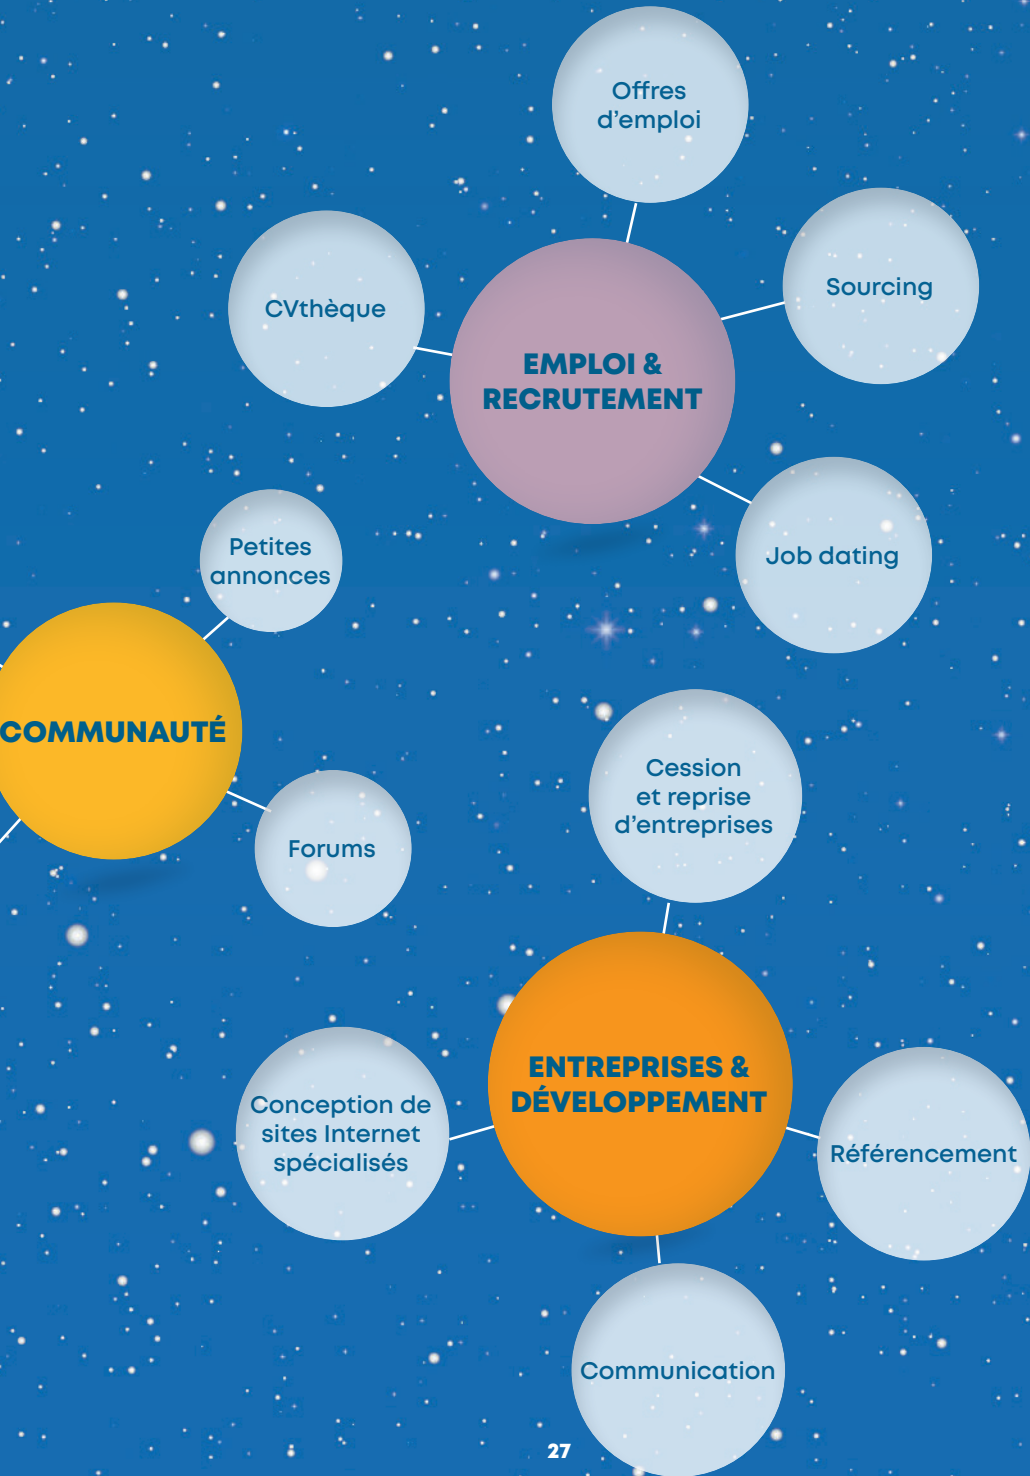 Offres
d’emploi
Sourcing
CVthèque
EMPLOI &
RECRUTEMENT
Job dating
Petites
annonces
COMMUNAUTÉ
Forums
Cession
et reprise
d’entreprises
ENTREPRISES &
DÉVELOPPEMENT
Conception de
sites Internet
spécialisés
Référencement
Communication
27